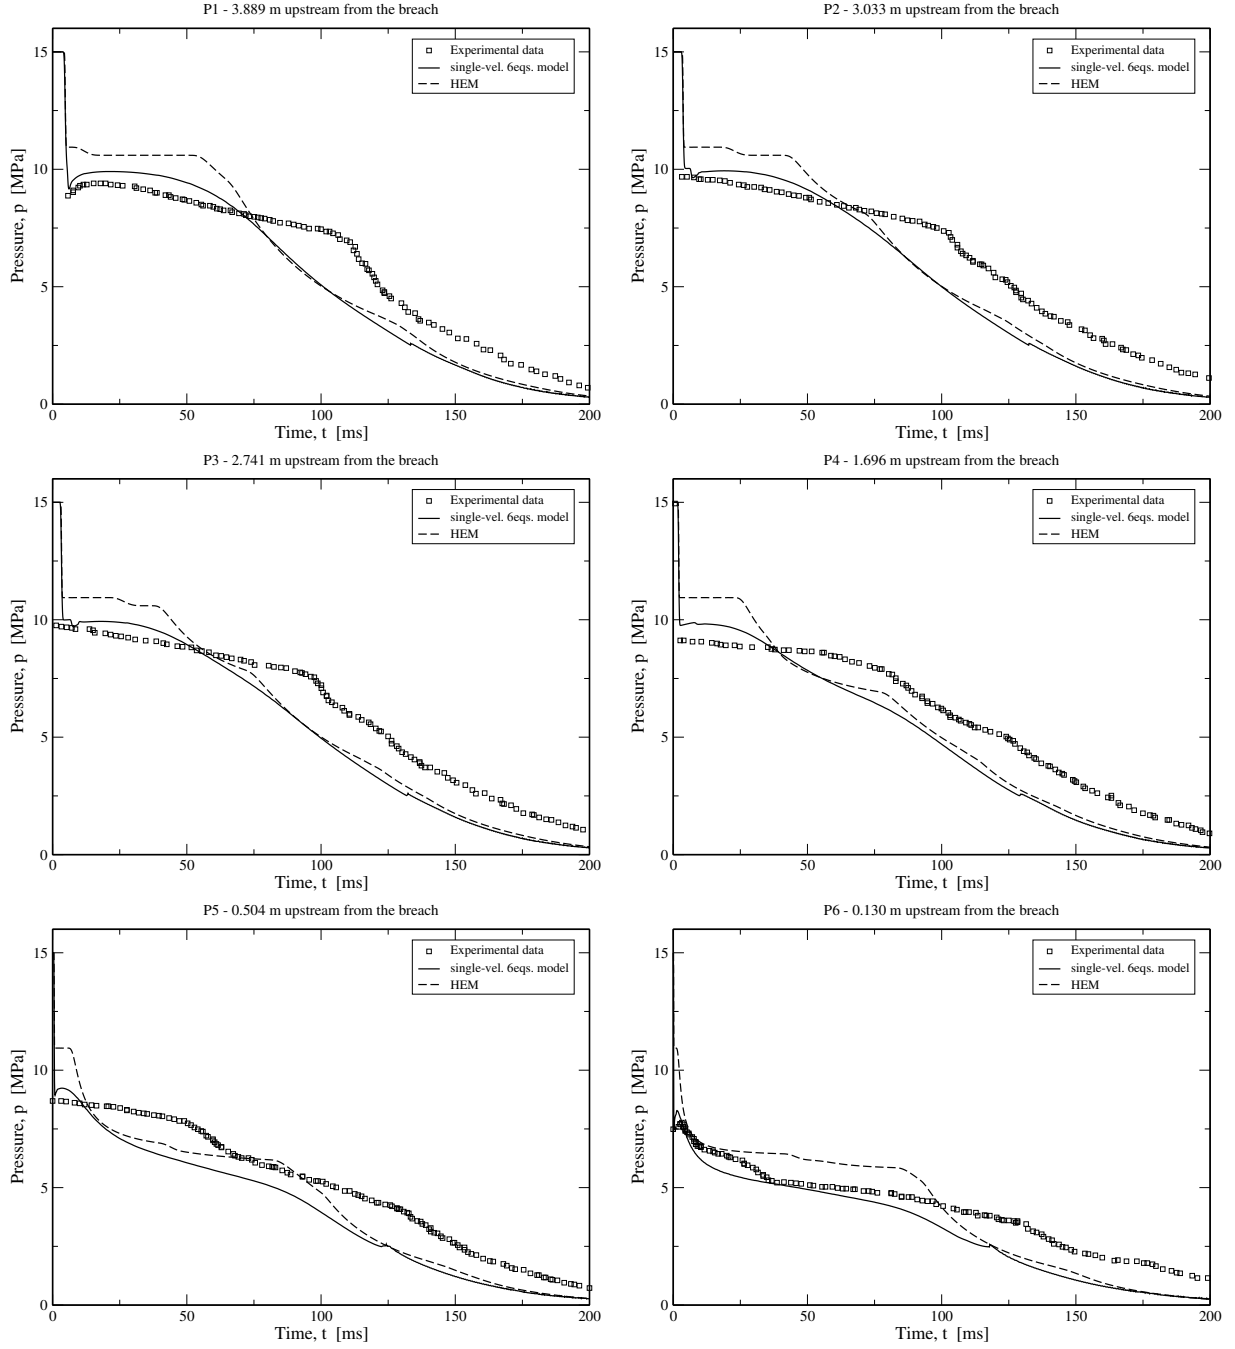 P1 - 3.889 m upstream from the breach
15
10
5
0
0 50 100 150 200
Pressure, p [MPa]
Time, t [ms]
Experimental data
single-vel. 6eqs. model
HEM
P2 - 3.033 m upstream from the breach
15
10
5
0
0 50 100 150 200
Pressure, p [MPa]
Time, t [ms]
Experimental data
single-vel. 6eqs. model
HEM
P3 - 2.741 m upstream from the breach
15
10
5
0
0 50 100 150 200
Pressure, p [MPa]
Time, t [ms]
Experimental data
single-vel. 6eqs. model
HEM
P4 - 1.696 m upstream from the breach
15
10
5
0
0 50 100 150 200
Pressure, p [MPa]
Time, t [ms]
Experimental data
single-vel. 6eqs. model
HEM
P5 - 0.504 m upstream from the breach
15
10
5
0
0 50 100 150 200
Pressure, p [MPa]
Time, t [ms]
Experimental data
single-vel. 6eqs. model
HEM
P6 - 0.130 m upstream from the breach
15
10
5
0
0 50 100 150 200
Pressure, p [MPa]
Time, t [ms]
Experimental data
single-vel. 6eqs. model
HEM